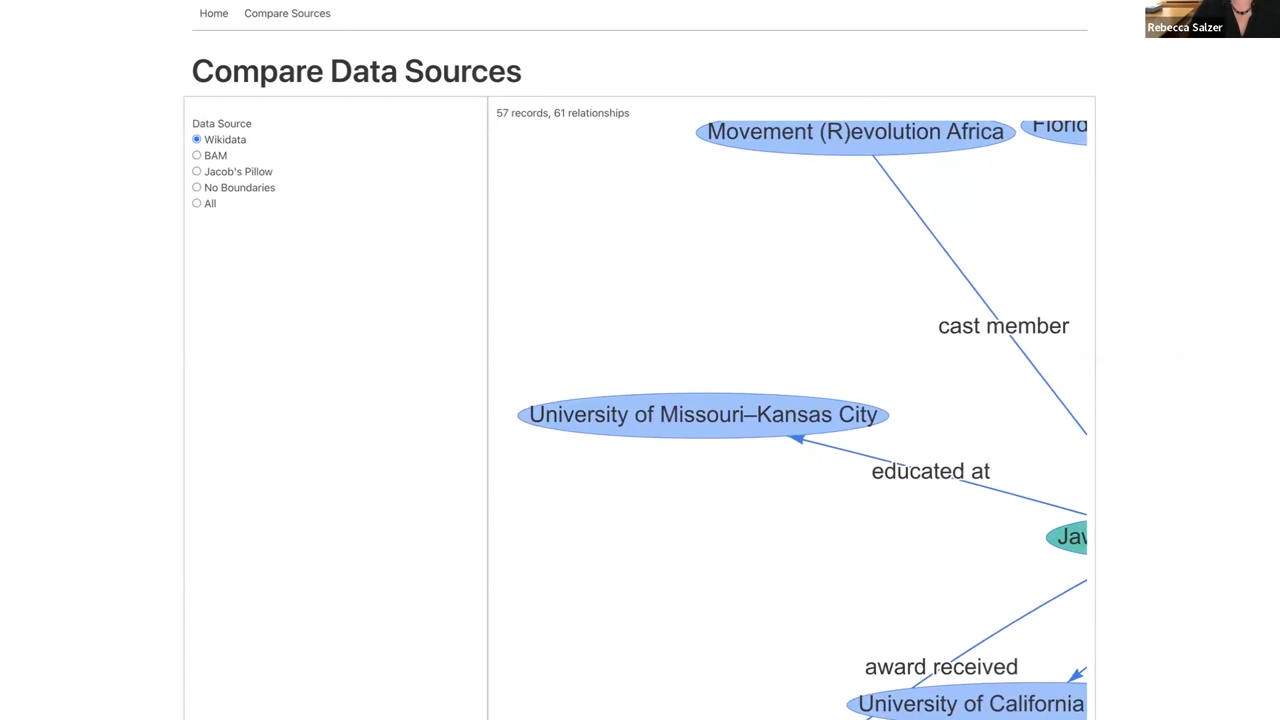 Home Compare Sources
Rebecca Salzer
Compare Data Sources
Data Source
Wikidata
BAM
Jacob's Pillow
No Boundaries
All
57 records, 61 relationships
Movement (R)evolution Africa
Florid
cast member
University of Missouri–Kansas City
educated at
Jav
award received
University of California